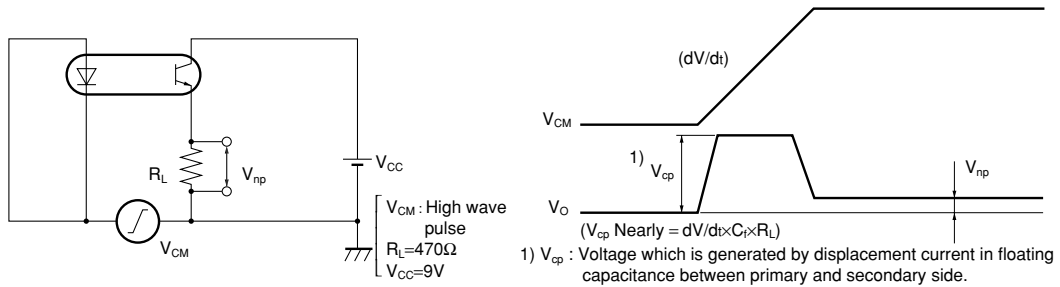 R_L
V_np
V_CC
V_CM
V_CM : High wave
pulse
R_L=470Ω
V_CC=9V
(dV/dt)
V_CM
1)
V_cp
V_np
V_O
(V_cp Nearly = dV/dt×C_f×R_L)
1) V_cp : Voltage which is generated by displacement current in floating
capacitance between primary and secondary side.